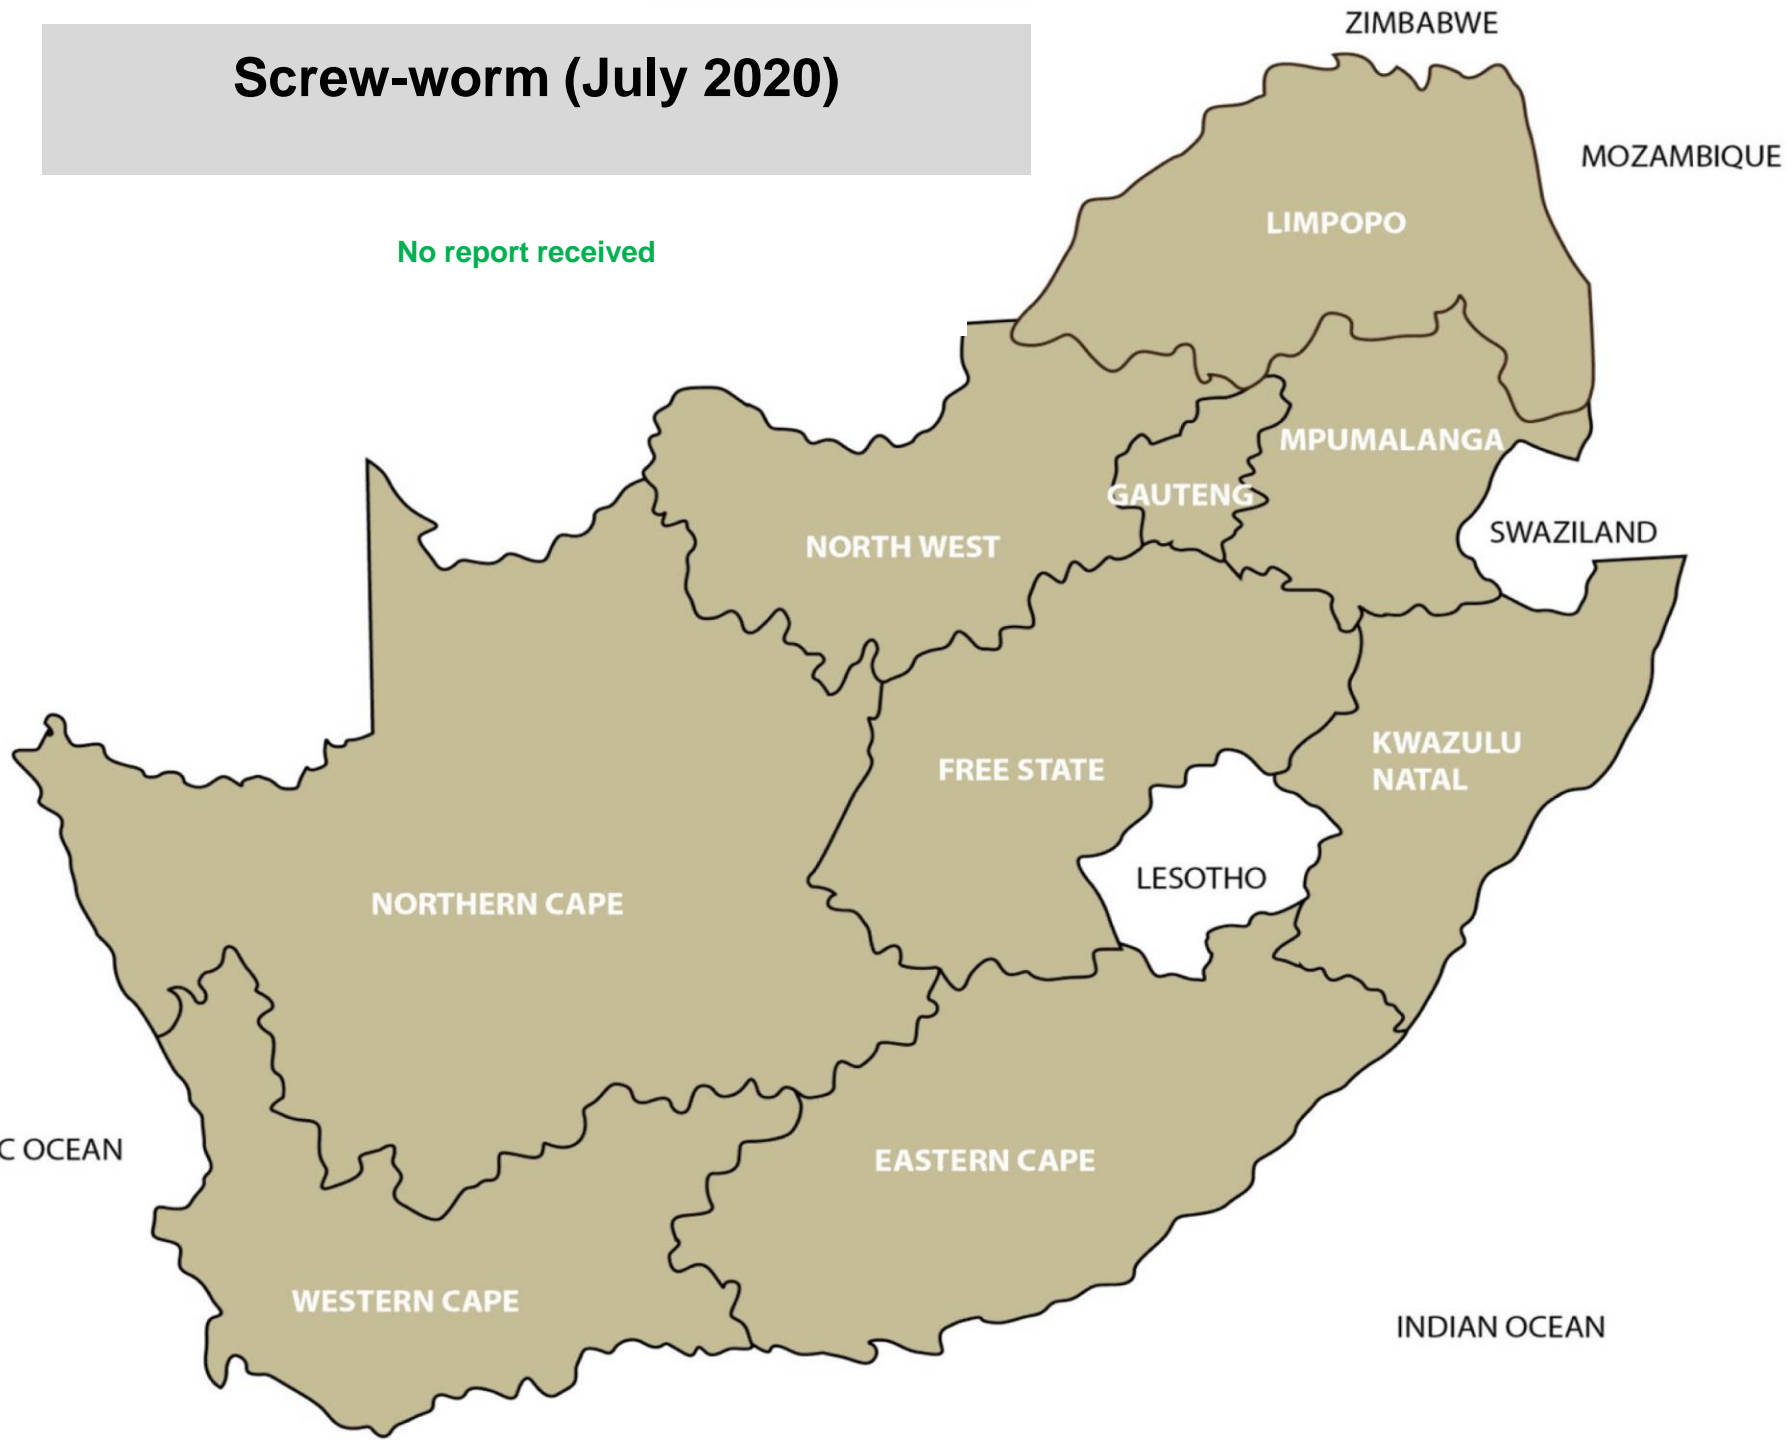 ZIMBABWE
Screw-worm (July 2020)
MOZAMBIQUE
LIMPOPO
No report received
MPUMALANGA
GAUTENG
SWAZILAND
NORTH WEST
KWAZULU
NATAL
FREE STATE
LESOTHO
NORTHERN CAPE
C OCEAN
EASTERN CAPE
WESTERN CAPE
INDIAN OCEAN